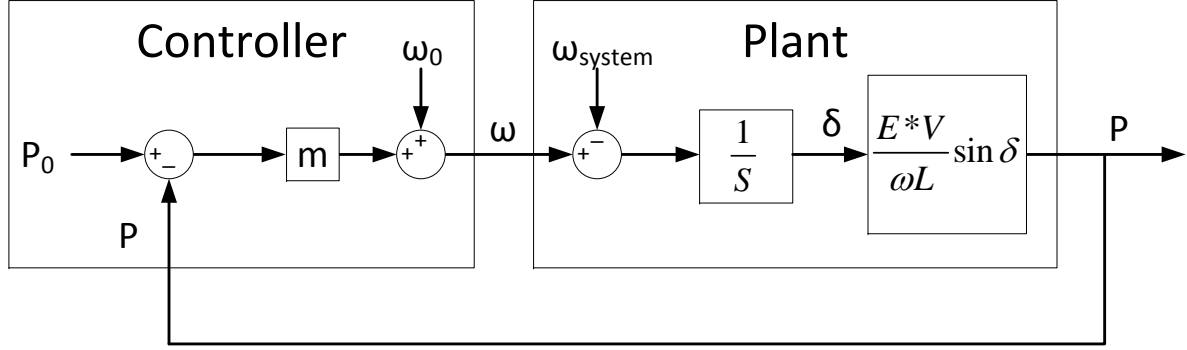 Controller
Plant
ω0
ωsystem
P0
+
−
m
+
+
ω
+
−
1
S
δ
E*V
ωL
sin δ
P
P